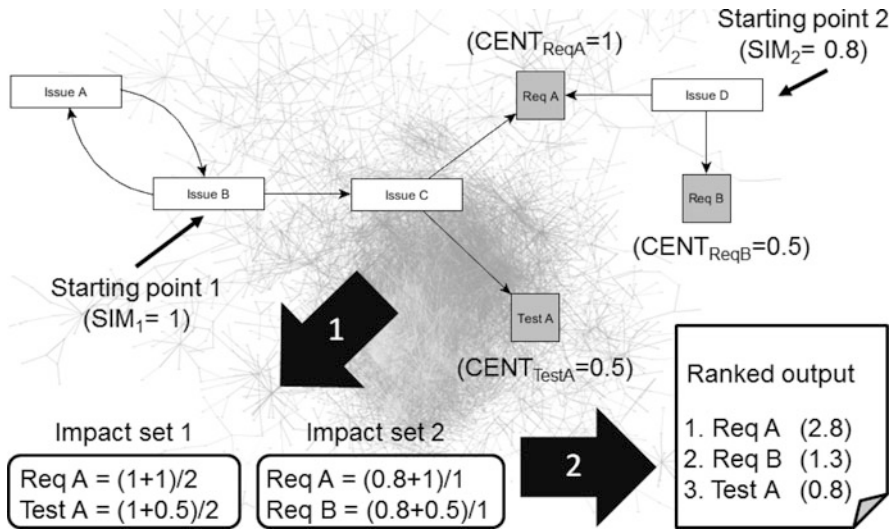 Starting point 2
(SIM2= 0.8)
(CENTReqA=1)
Issue A
Req A
Issue D
Issue B
Issue C
Req B
(CENTReqB=0.5)
Starting point 1
(SIM1= 1)
1
Test A
(CENTTestA=0.5)
Ranked output
1. Req A (2.8)
2. Req B (1.3)
3. Test A (0.8)
Impact set 1
Req A = (1+1)/2
Test A = (1+0.5)/2
Impact set 2
Req A = (0.8+1)/1
Req B = (0.8+0.5)/1
2